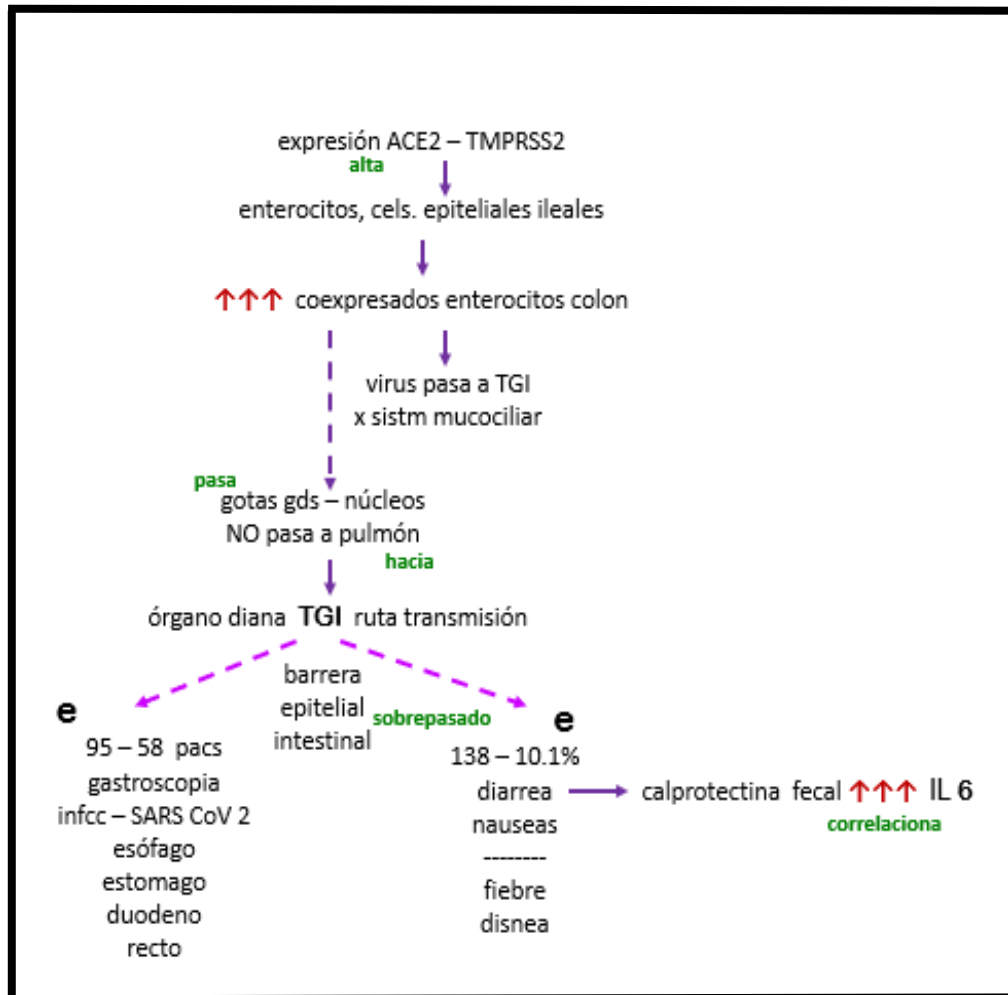 expresión ACE2 – TMPRSS2
alta
enterocitos, cels. epiteliales ileales
↑↑↑ coexpresados enterocitos colon
virus pasa a TGI
x sistm mucociliar
pasa
gotas gds – núcleos
NO pasa a pulmón
hacia
órgano diana TGI ruta transmisión
barrera
epitelial
intestinal
sobrepasado
e
95 – 58 pacs
gastroscopia
infcc – SARS CoV 2
esófago
estomago
duodeno
recto
e
138 – 10.1%
diarrea
nauseas
--------
fiebre
disnea
calprotectina fecal ↑↑↑ IL 6
correlaciona